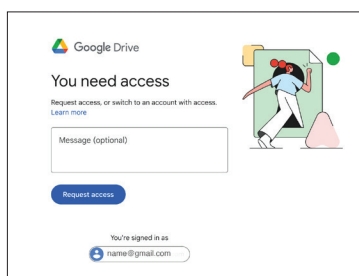 Google Drive
You need access
Request access, or switch to an account with access.
Learn more
Message (optional)
Request access
You're signed in as
name@gmail.com